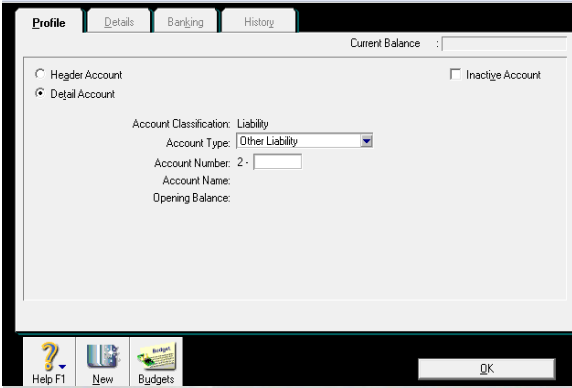 Profile Details Banking History
Current Balance :
Header Account Inactive Account
Detail Account
Account Classification: Liability
Account Type: Other Liability
Account Number: 2 -
Account Name:
Opening Balance:
Budget
Help F1 New Budgets OK